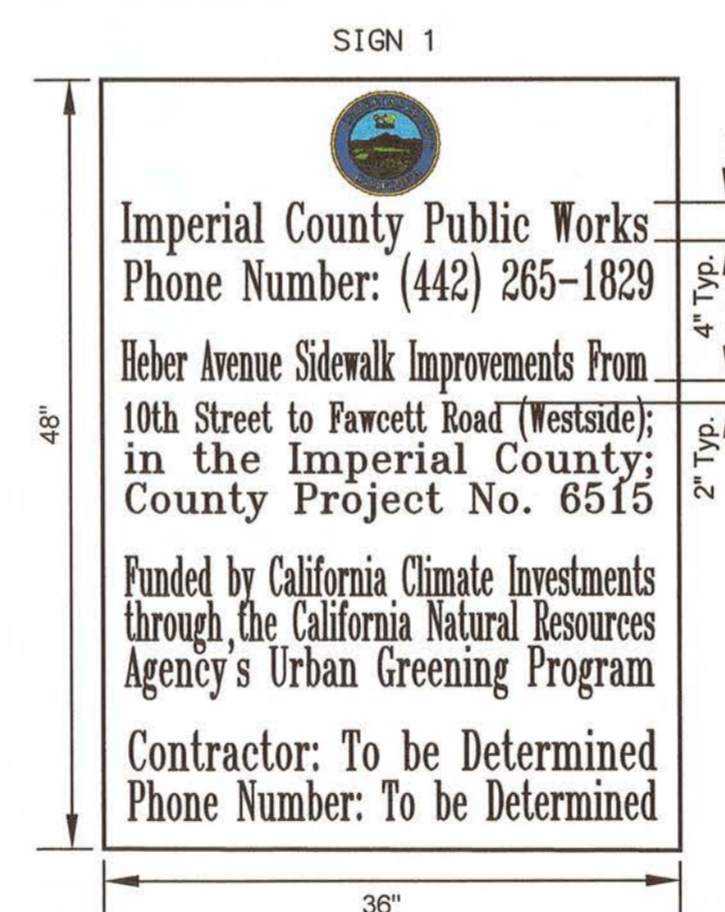 SIGN 1
Imperial County Public Works
Phone Number: (442) 265-1829
4" Typ.
Heber Avenue Sidewalk Improvements From
10th Street to Fawcett Road (Westside);
in the Imperial County;
County Project No. 6515
2" Typ.
48"
Funded by California Climate Investments
through the California Natural Resources
Agency's Urban Greening Program
Contractor: To be Determined
Phone Number: To be Determined
36"